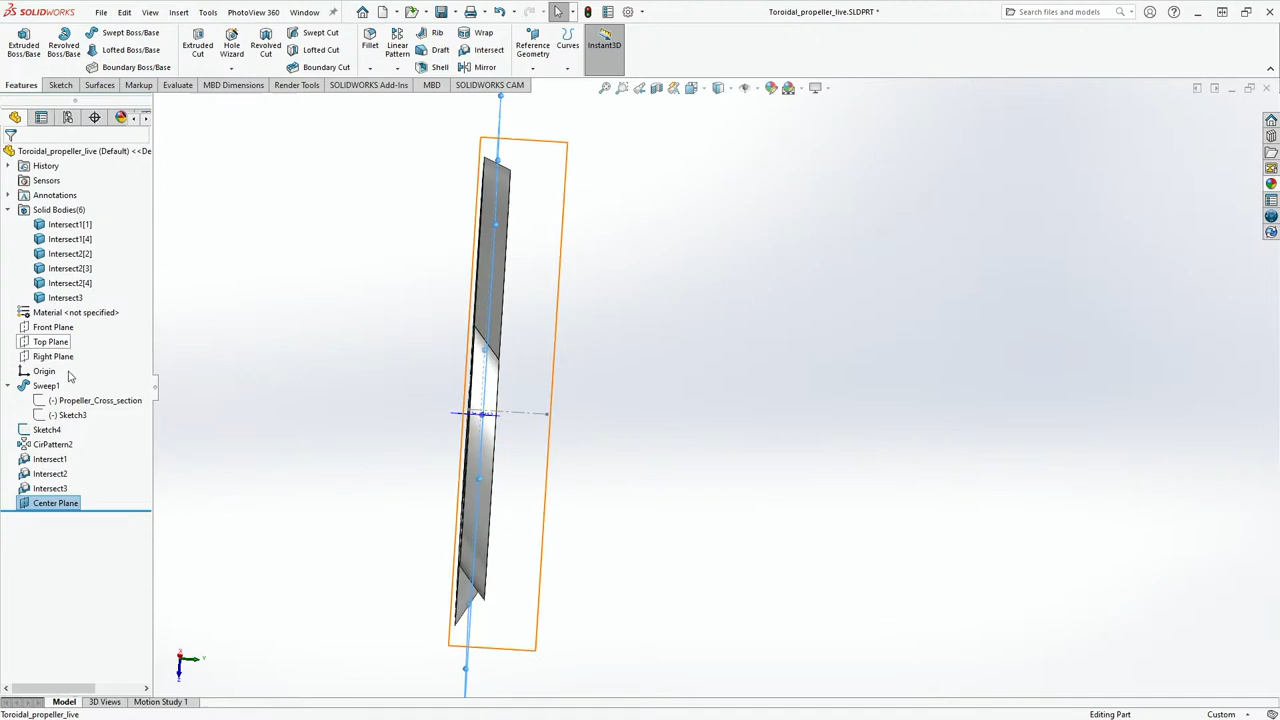 SOLIDWORKS File Edit View Insert Tools PhotoView 360 Window Toroidal_propeller_live.SLDPRT * Search files and models
Extruded Boss/Base Revolved Boss/Base Swept Boss/Base Lofted Boss/Base Boundary Boss/Base Extruded Cut Hole Wizard Revolved Cut Swept Cut Lofted Cut Boundary Cut Fillet Linear Pattern Rib Draft Shell Wrap Intersect Mirror Reference Geometry Curves Instant3D
Features Sketch Surfaces Markup Evaluate MBD Dimensions Render Tools SOLIDWORKS Add-Ins MBD SOLIDWORKS CAM
Toroidal_propeller_live (Default) <<De
History
Sensors
Annotations
Solid Bodies(6)
Intersect1[1]
Intersect1[4]
Intersect2[2]
Intersect2[3]
Intersect2[4]
Intersect3
Material <not specified>
Front Plane
Top Plane
Right Plane
Origin
Sweep1
(-) Propeller_Cross_section
(-) Sketch3
Sketch4
CirPattern2
Intersect1
Intersect2
Intersect3
Center Plane
Model 3D Views Motion Study 1
Toroidal_propeller_live Editing Part Custom